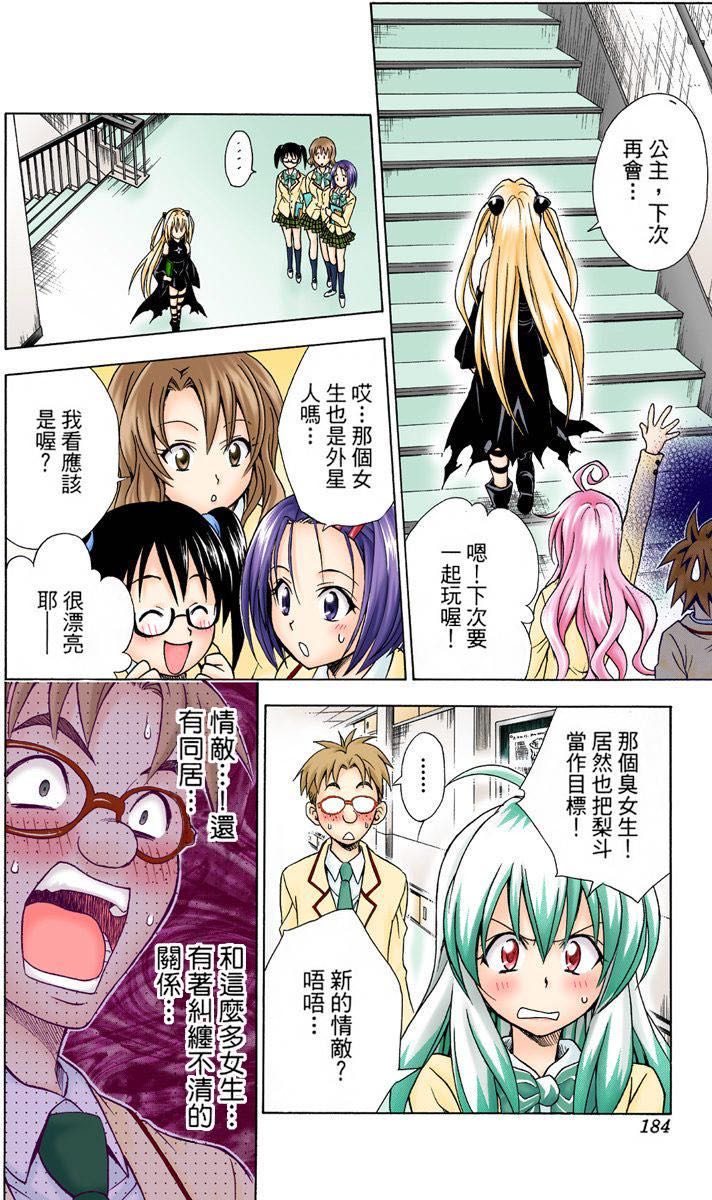 公主，下次
再會…
嗯！下次要
一起玩喔！
‥‥
哎…那個女
生也是外星
人嗎…
我看應該
是喔？
很漂亮
耶──
那個臭女生！
居然也把梨斗
當作目標！
‥‥
新的情敵？
唔唔…
情敵…！還
有同居…
和這麼多女生…
有著糾纏不清的
關係…
184